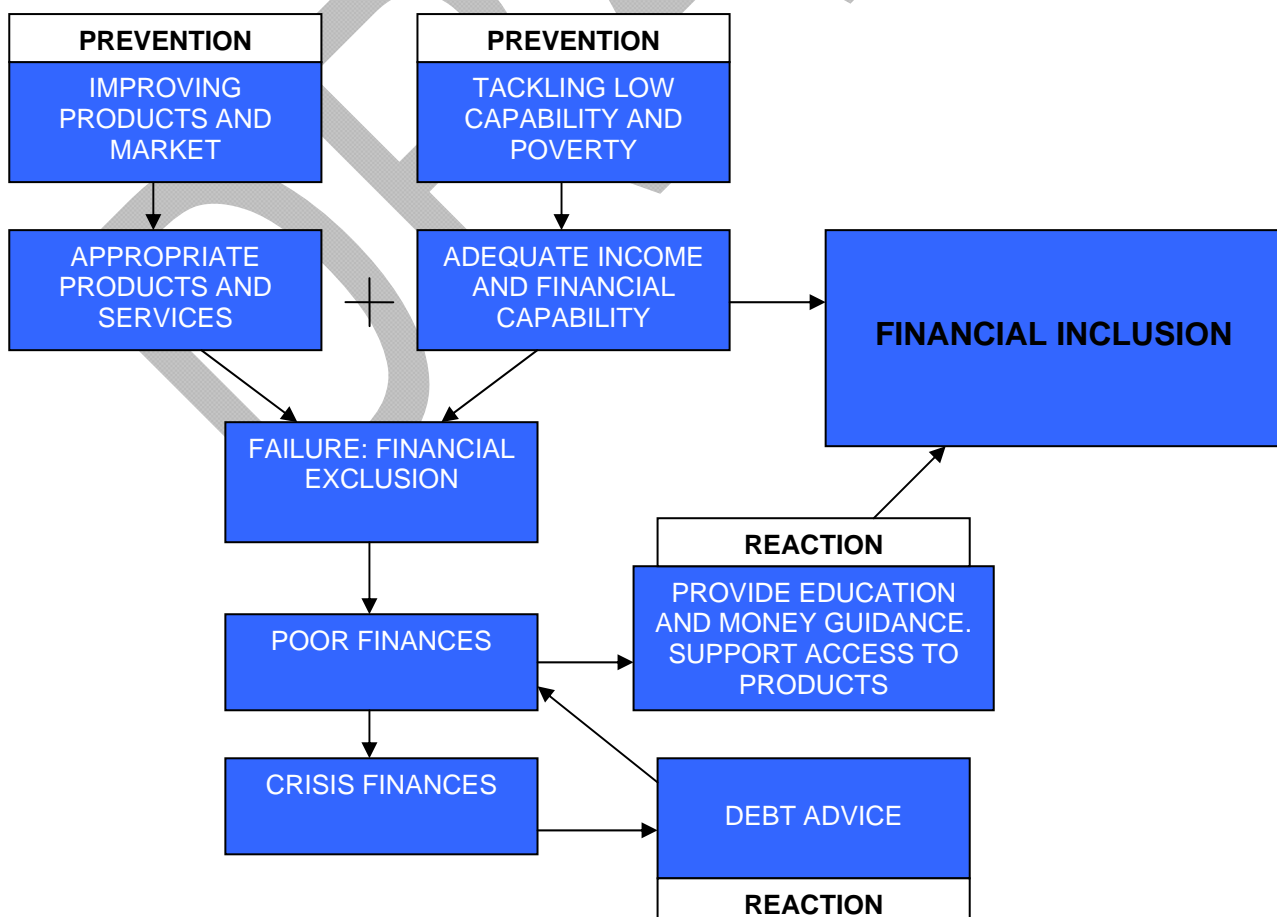 PREVENTION
IMPROVING
PRODUCTS AND
MARKET
PREVENTION
TACKLING LOW
CAPABILITY AND
POVERTY
APPROPRIATE
PRODUCTS AND
SERVICES
ADEQUATE INCOME
AND FINANCIAL
CAPABILITY
FINANCIAL INCLUSION
FAILURE: FINANCIAL
EXCLUSION
REACTION
PROVIDE EDUCATION
AND MONEY GUIDANCE.
SUPPORT ACCESS TO
PRODUCTS
POOR FINANCES
CRISIS FINANCES
DEBT ADVICE
REACTION